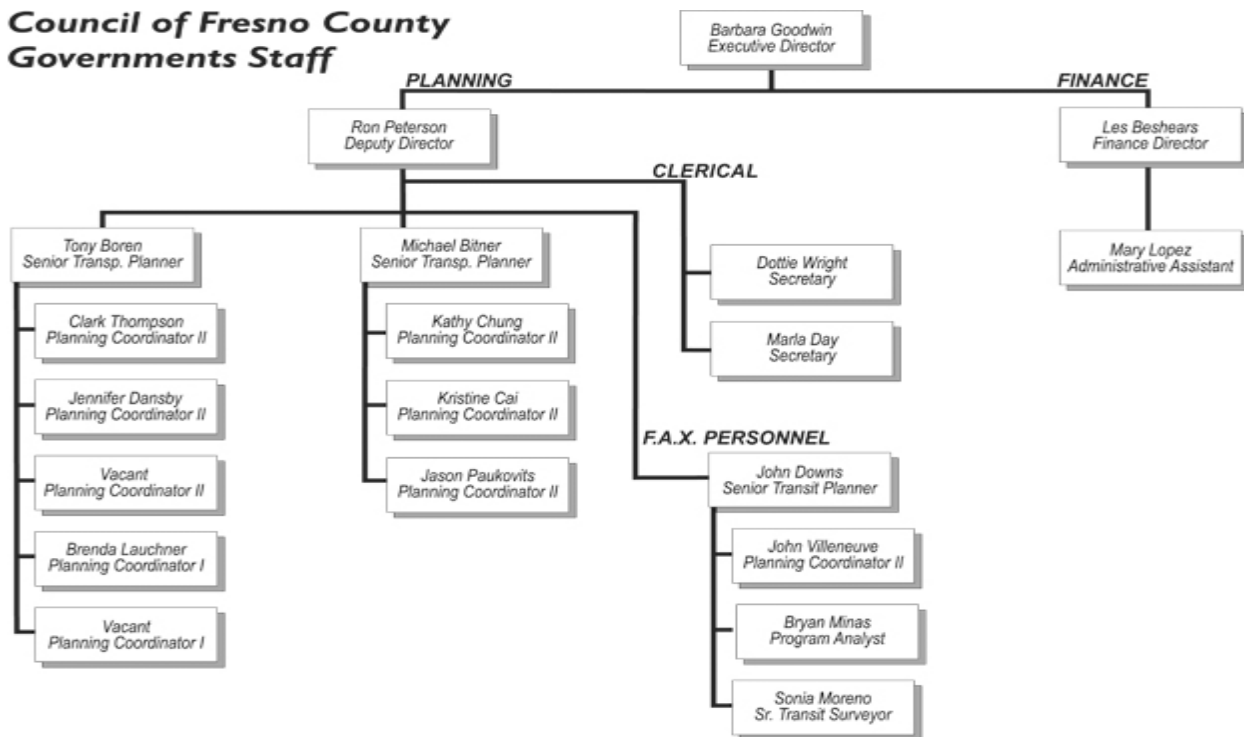 Council of Fresno County
Governments Staff
Barbara Goodwin
Executive Director
PLANNING
FINANCE
Ron Peterson
Deputy Director
Les Beshears
Finance Director
CLERICAL
Tony Boren
Senior Transp. Planner
Michael Bitner
Senior Transp. Planner
Dottie Wright
Secretary
Mary Lopez
Administrative Assistant
Clark Thompson
Planning Coordinator II
Kathy Chung
Planning Coordinator II
Marla Day
Secretary
Jennifer Dansby
Planning Coordinator II
Kristine Cai
Planning Coordinator II
F.A.X. PERSONNEL
Vacant
Planning Coordinator II
Jason Paukovits
Planning Coordinator II
John Downs
Senior Transit Planner
Brenda Lauchner
Planning Coordinator I
John Villeneuve
Planning Coordinator II
Vacant
Planning Coordinator I
Bryan Minas
Program Analyst
Sonia Moreno
Sr. Transit Surveyor